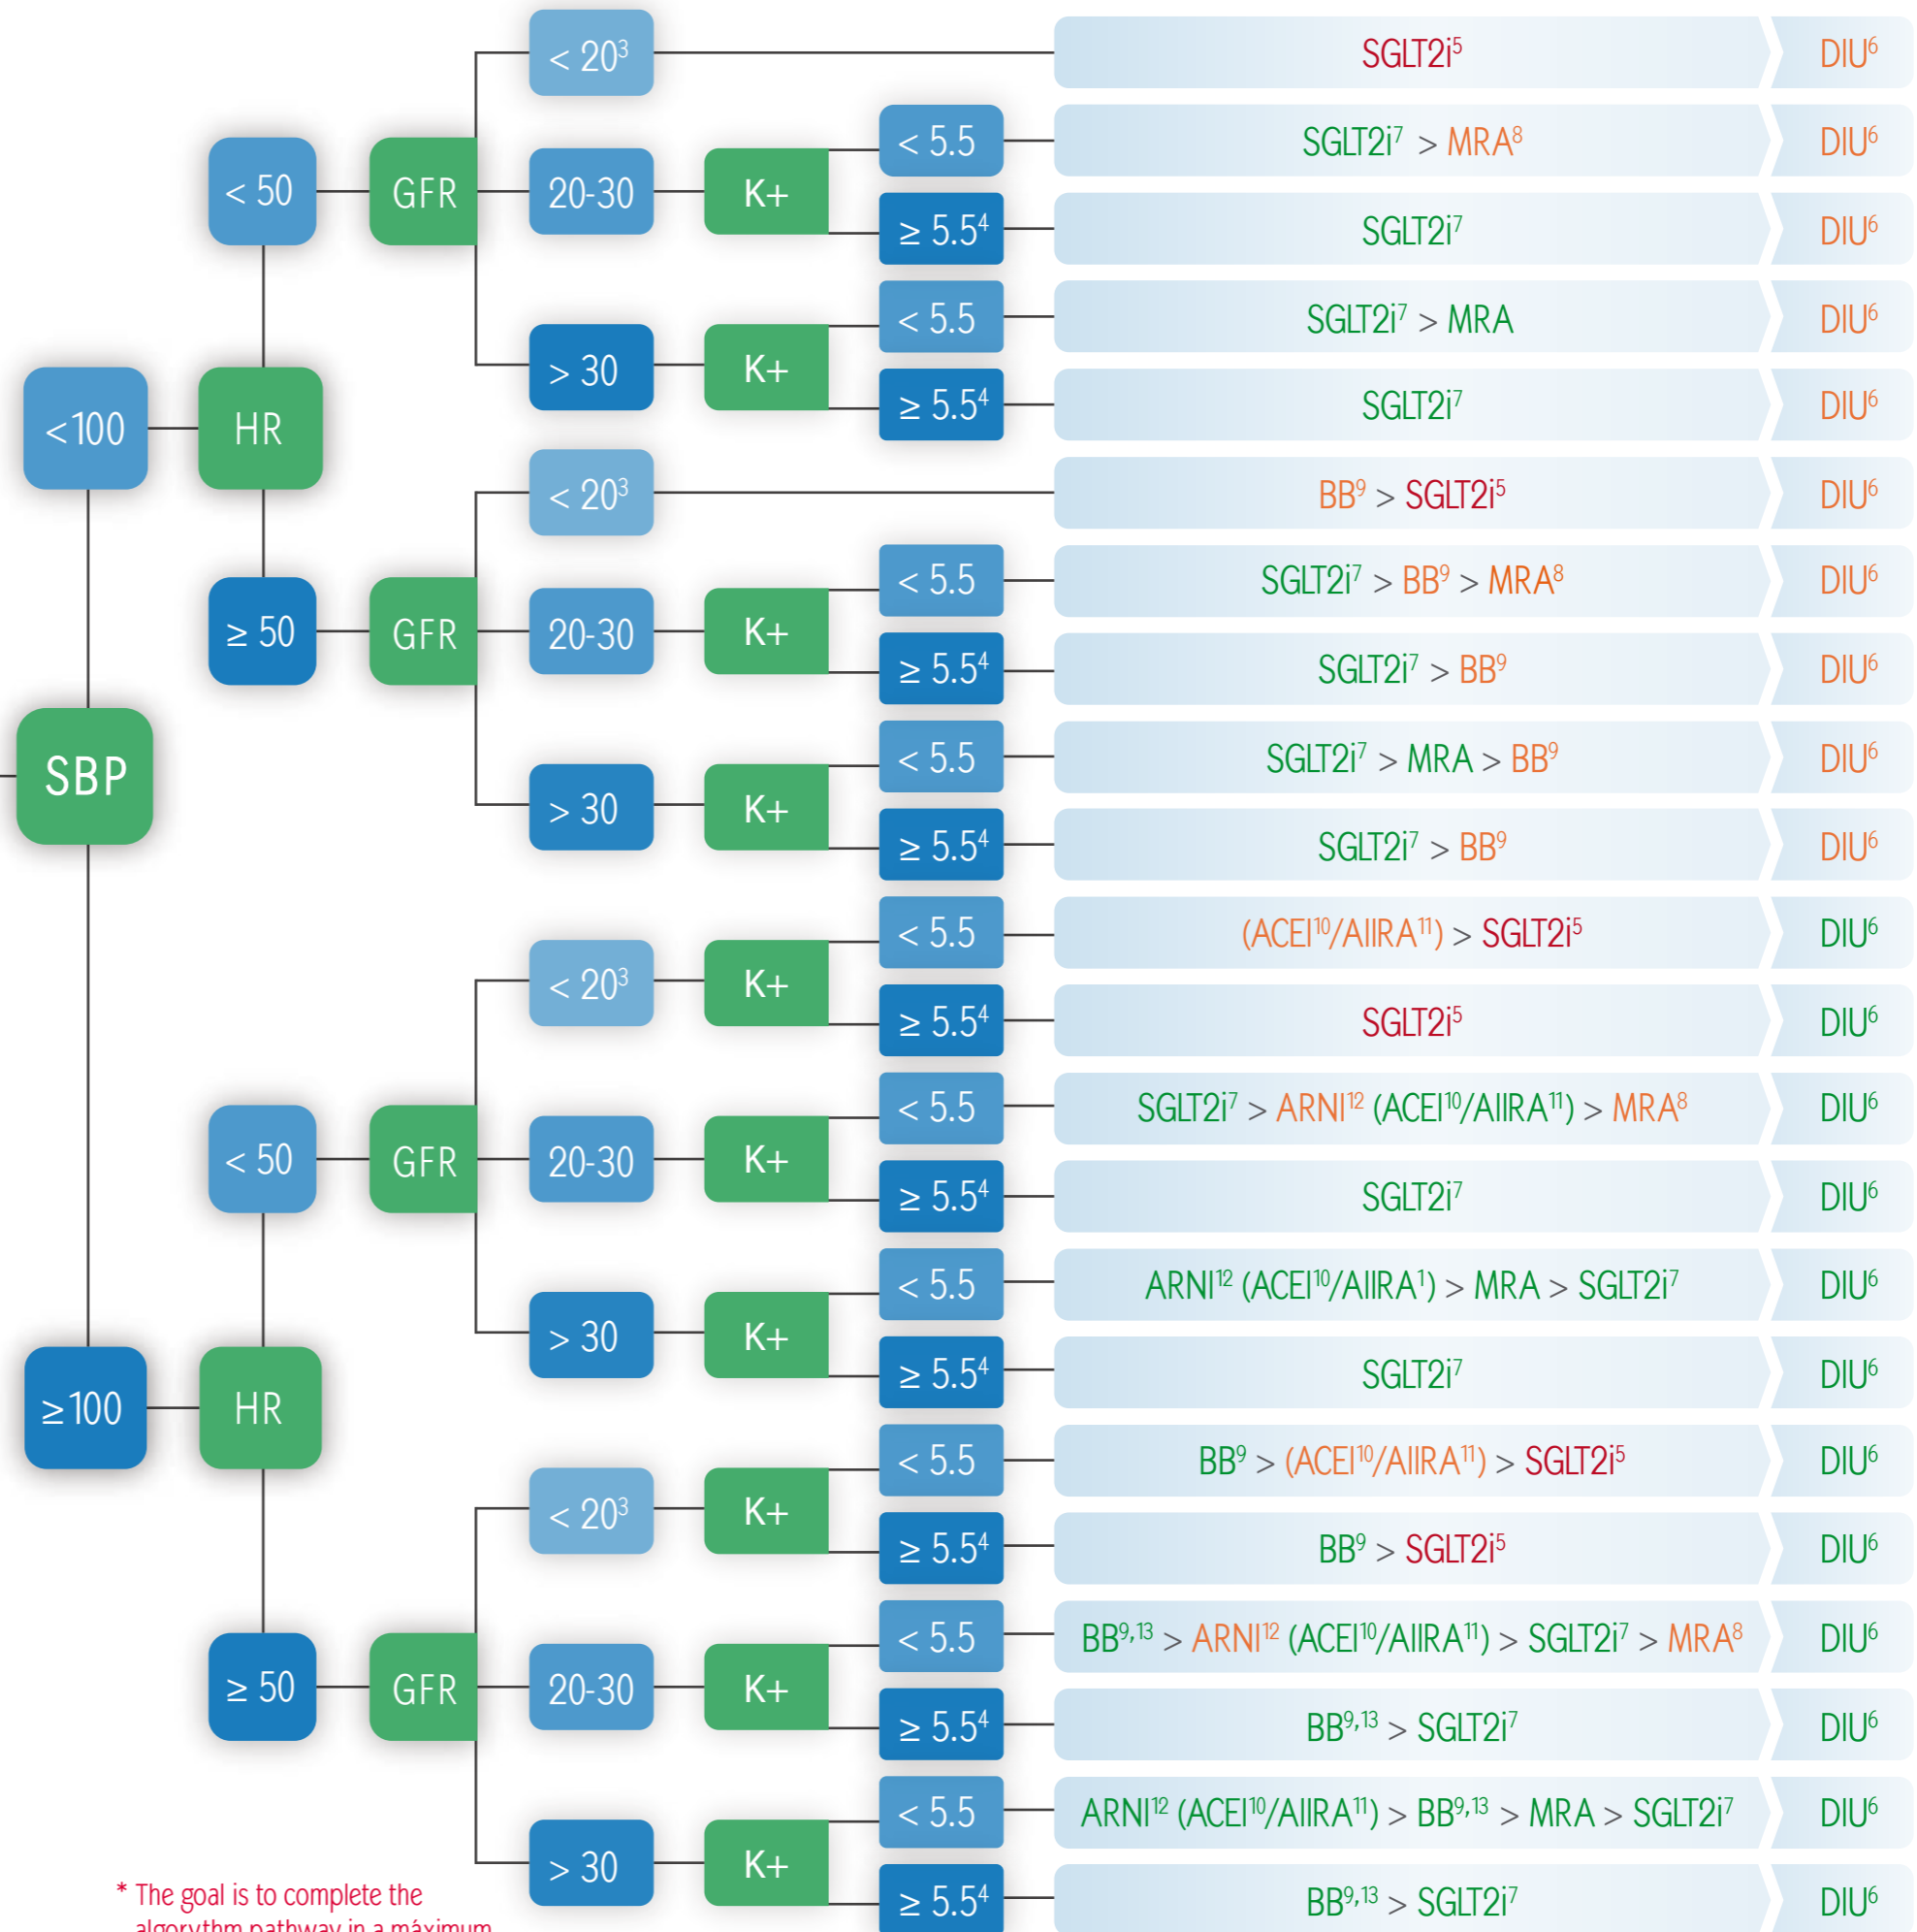 < 20³
SGLT2i⁵
DIU⁶
< 5.5
SGLT2i⁷ > MRA⁸
DIU⁶
< 50
GFR
20-30
K+
≥ 5.5⁴
SGLT2i⁷
DIU⁶
< 5.5
SGLT2i⁷ > MRA
DIU⁶
> 30
K+
≥ 5.5⁴
SGLT2i⁷
DIU⁶
<100
HR
< 20³
BB⁹ > SGLT2i⁵
DIU⁶
< 5.5
SGLT2i⁷ > BB⁹ > MRA⁸
DIU⁶
≥ 50
GFR
20-30
K+
≥ 5.5⁴
SGLT2i⁷ > BB⁹
DIU⁶
SBP
< 5.5
SGLT2i⁷ > MRA > BB⁹
DIU⁶
> 30
K+
≥ 5.5⁴
SGLT2i⁷ > BB⁹
DIU⁶
< 5.5
(ACEI¹⁰/AIIRA¹¹) > SGLT2i⁵
DIU⁶
< 20³
K+
≥ 5.5⁴
SGLT2i⁵
DIU⁶
< 5.5
SGLT2i⁷ > ARNI¹² (ACEI¹⁰/AIIRA¹¹) > MRA⁸
DIU⁶
< 50
GFR
20-30
K+
≥ 5.5⁴
SGLT2i⁷
DIU⁶
< 5.5
ARNI¹² (ACEI¹⁰/AIIRA¹) > MRA > SGLT2i⁷
DIU⁶
> 30
K+
≥ 5.5⁴
SGLT2i⁷
DIU⁶
≥100
HR
< 5.5
BB⁹ > (ACEI¹⁰/AIIRA¹¹) > SGLT2i⁵
DIU⁶
< 20³
K+
≥ 5.5⁴
BB⁹ > SGLT2i⁵
DIU⁶
< 5.5
BB⁹,¹³ > ARNI¹² (ACEI¹⁰/AIIRA¹¹) > SGLT2i⁷ > MRA⁸
DIU⁶
≥ 50
GFR
20-30
K+
≥ 5.5⁴
BB⁹,¹³ > SGLT2i⁷
DIU⁶
< 5.5
ARNI¹² (ACEI¹⁰/AIIRA¹¹) > BB⁹,¹³ > MRA > SGLT2i⁷
DIU⁶
> 30
K+
≥ 5.5⁴
BB⁹,¹³ > SGLT2i⁷
DIU⁶
* The goal is to complete the
algorythm pathway in a máximum